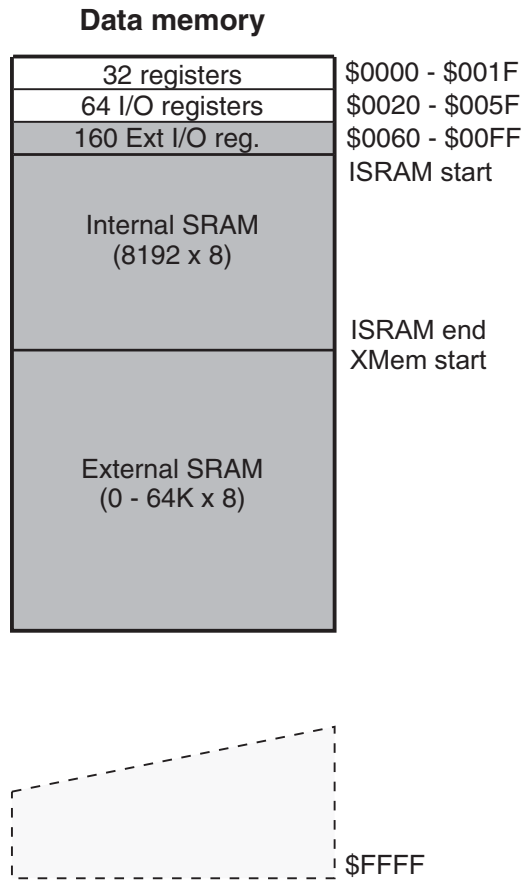 Data memory
32 registers $0000 - $001F
64 I/O registers $0020 - $005F
160 Ext I/O reg. $0060 - $00FF
ISRAM start
Internal SRAM
(8192 x 8)
ISRAM end
XMem start
External SRAM
(0 - 64K x 8)
$FFFF